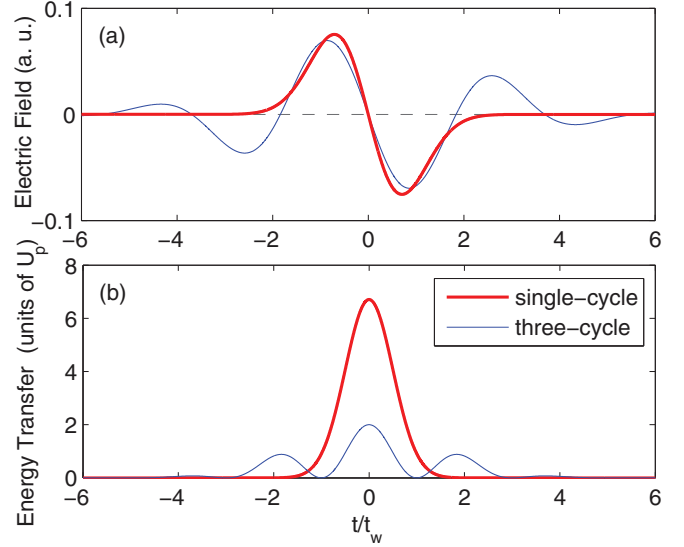 0.1
(a)
Electric Field (a. u.)
0
−0.1
−6 −4 −2 0 2 4 6
8
(b)
single−cycle
three−cycle
Energy Transfer (units of U_p)
6
4
2
0
−6 −4 −2 0 2 4 6
t/t_w